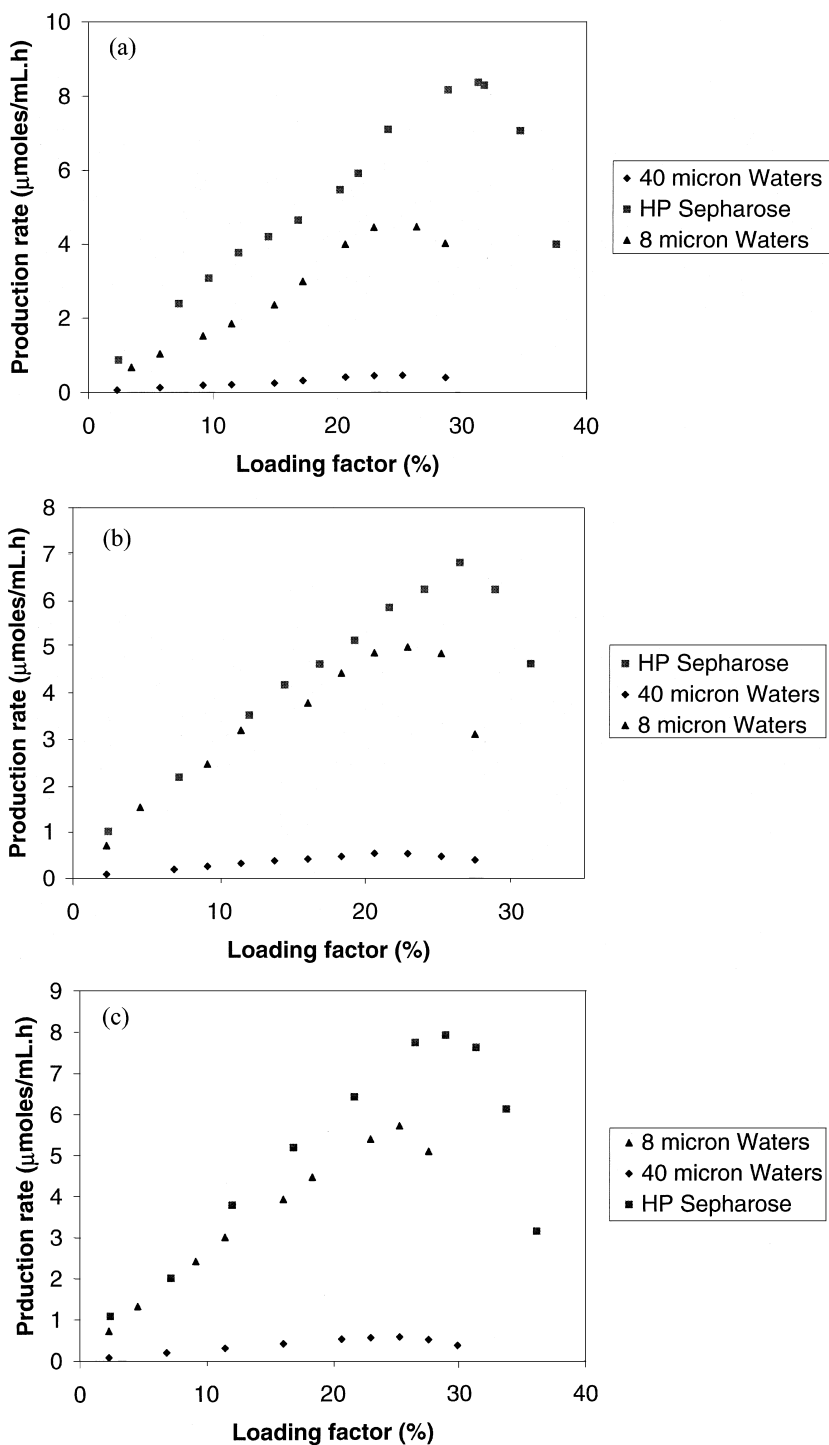 (a)
Production rate (μmoles/mL.h)
10
8
6
4
2
0
0 10 20 30 40
Loading factor (%)
40 micron Waters
HP Sepharose
8 micron Waters
(b)
Production rate (μmoles/mL.h)
8
7
6
5
4
3
2
1
0
0 10 20 30
Loading factor (%)
HP Sepharose
40 micron Waters
8 micron Waters
(c)
Prduction rate (μmoles/mL.h)
9
8
7
6
5
4
3
2
1
0
0 10 20 30 40
Loading factor (%)
8 micron Waters
40 micron Waters
HP Sepharose